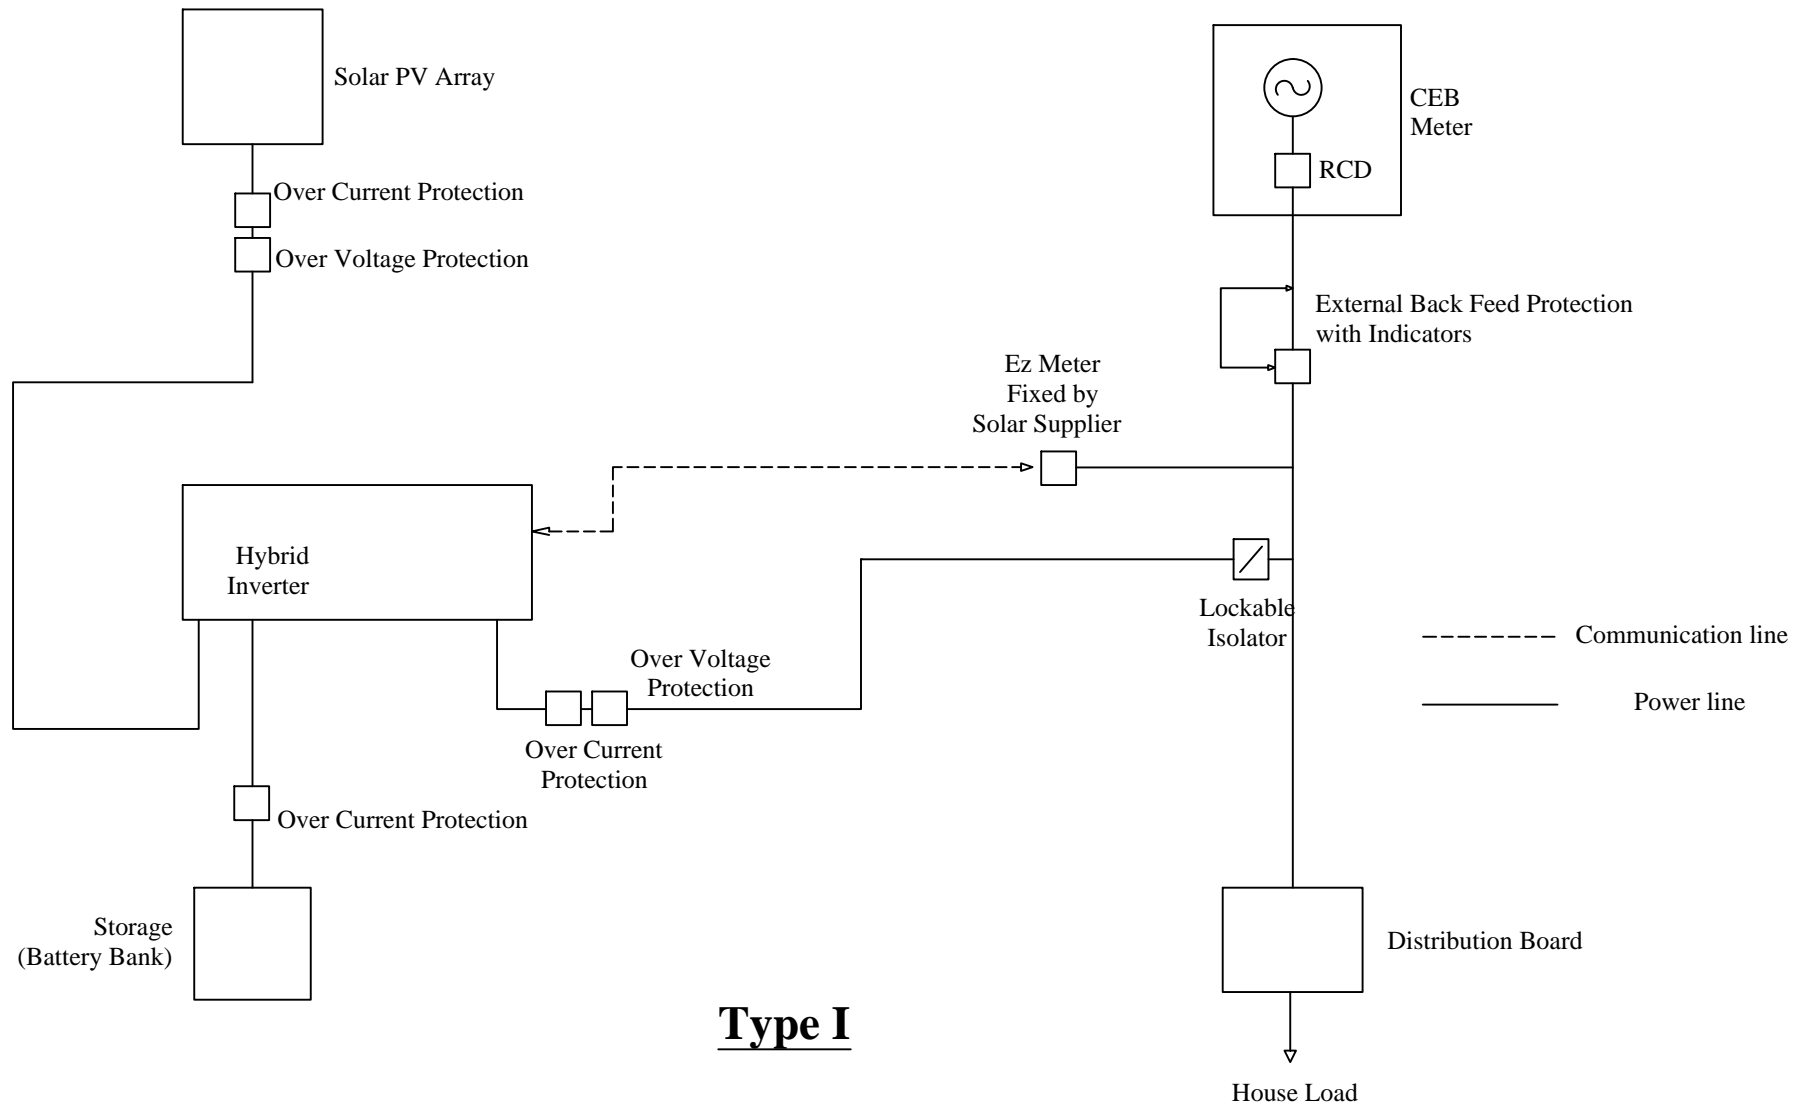 Solar PV Array
CEB
Meter
RCD
Over Current Protection
Over Voltage Protection
External Back Feed Protection
with Indicators
Ez Meter
Fixed by
Solar Supplier
Hybrid
Inverter
Lockable
Isolator
Communication line
Over Voltage
Protection
Power line
Over Current
Protection
Over Current Protection
Storage
(Battery Bank)
Distribution Board
Type I
House Load